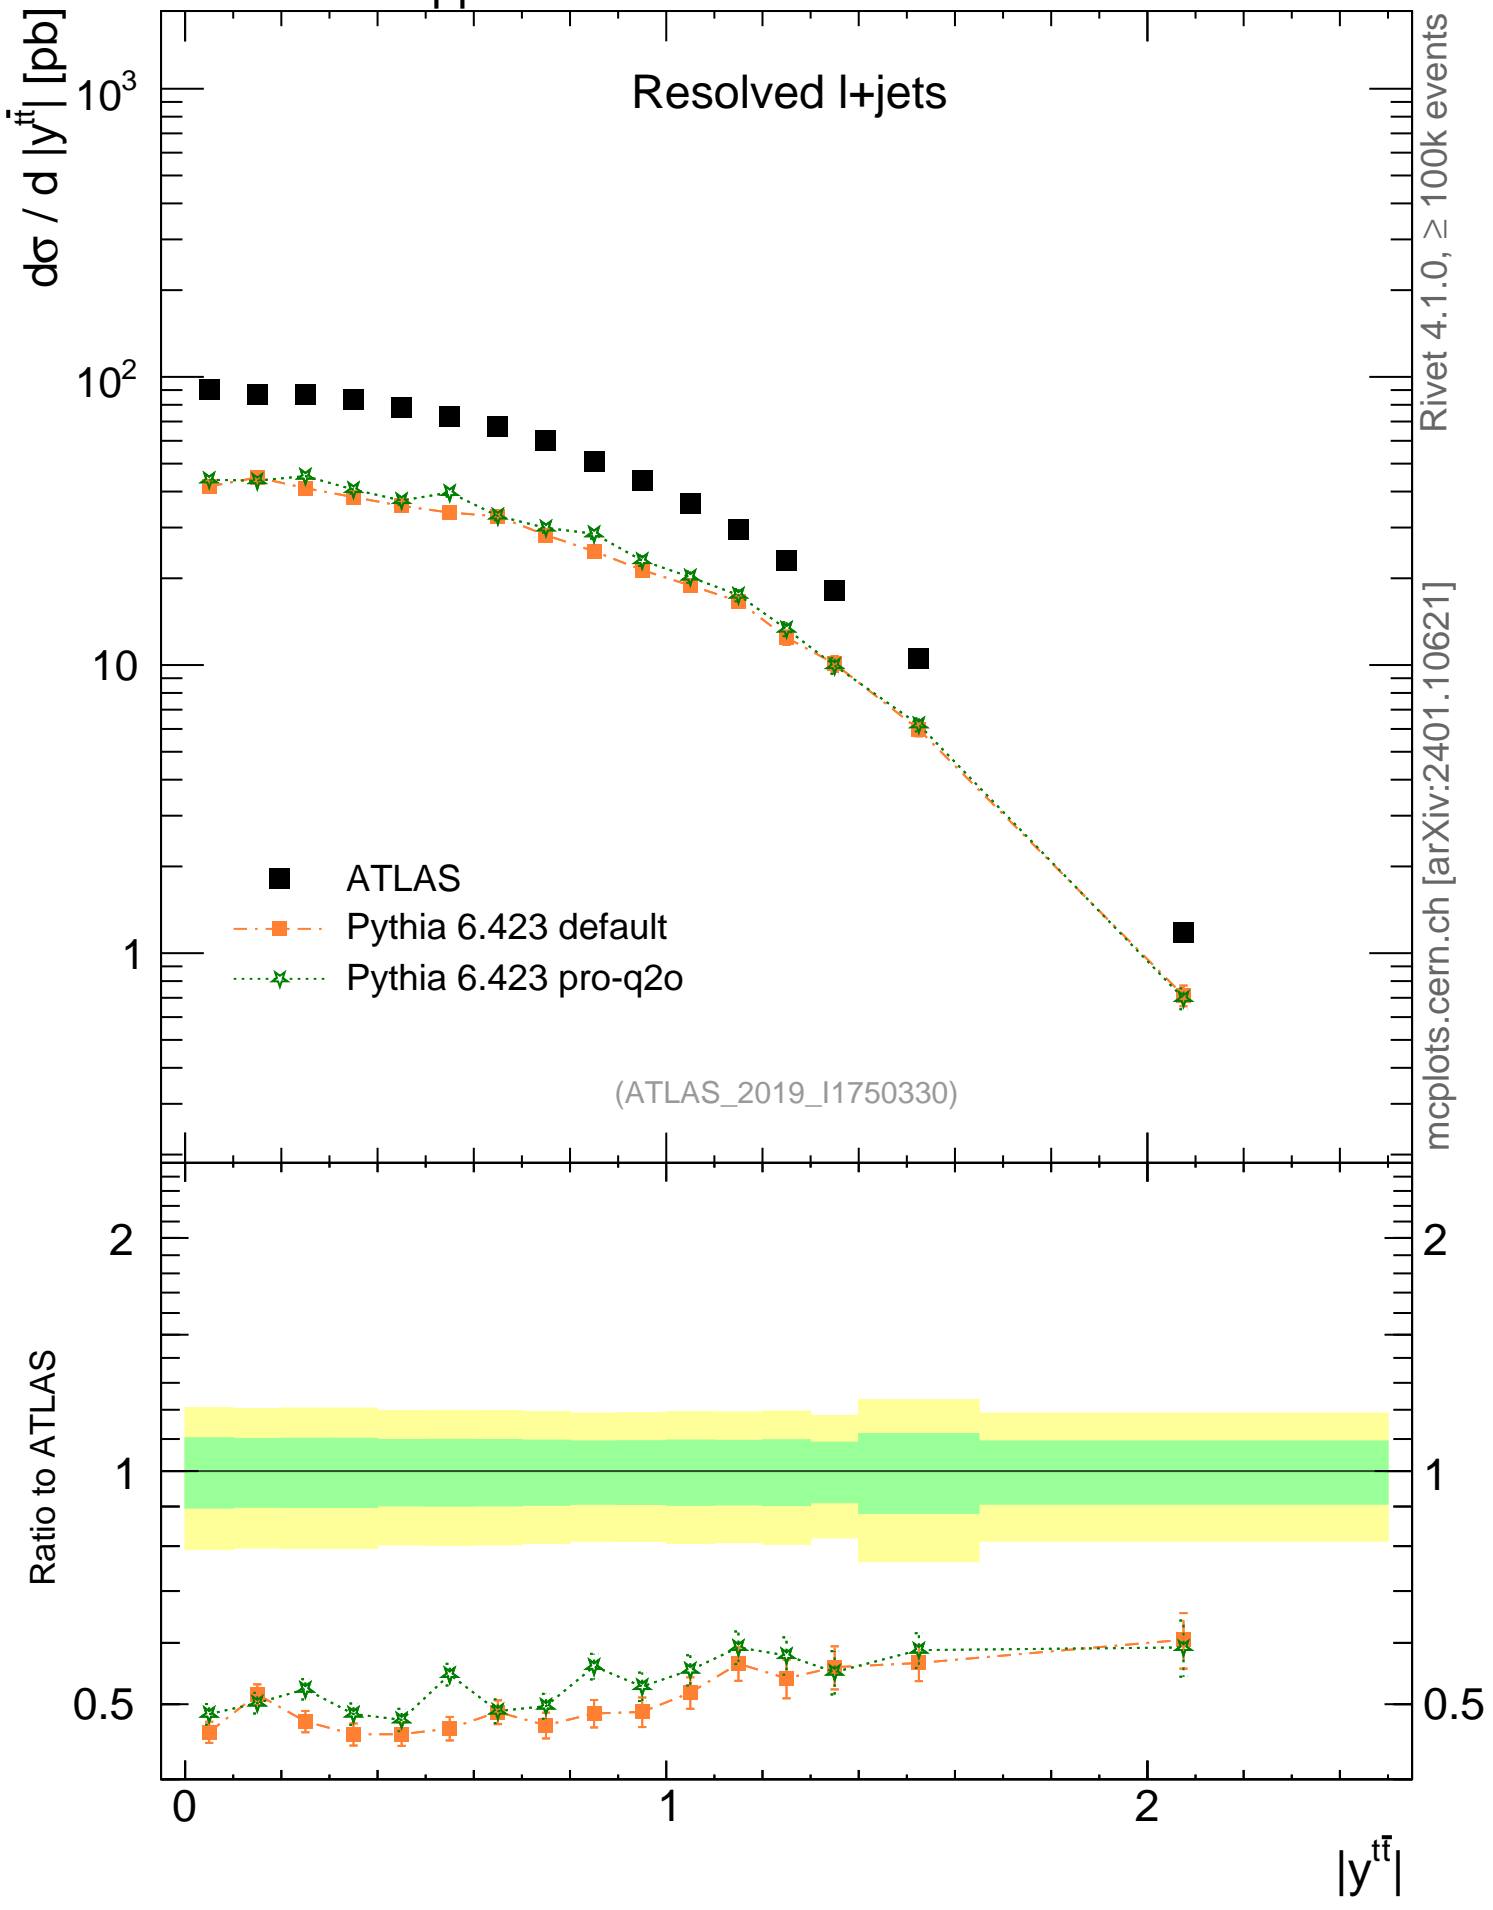 dσ / d |y^{tt̄}| [pb]
Resolved l+jets
10^3
10^2
10
1
ATLAS
Pythia 6.423 default
Pythia 6.423 pro-q2o
(ATLAS_2019_I1750330)
Rivet 4.1.0, ≥ 100k events
mcplots.cern.ch [arXiv:2401.10621]
Ratio to ATLAS
2
1
0.5
2
1
0.5
0 1 2
|y^{tt̄}|